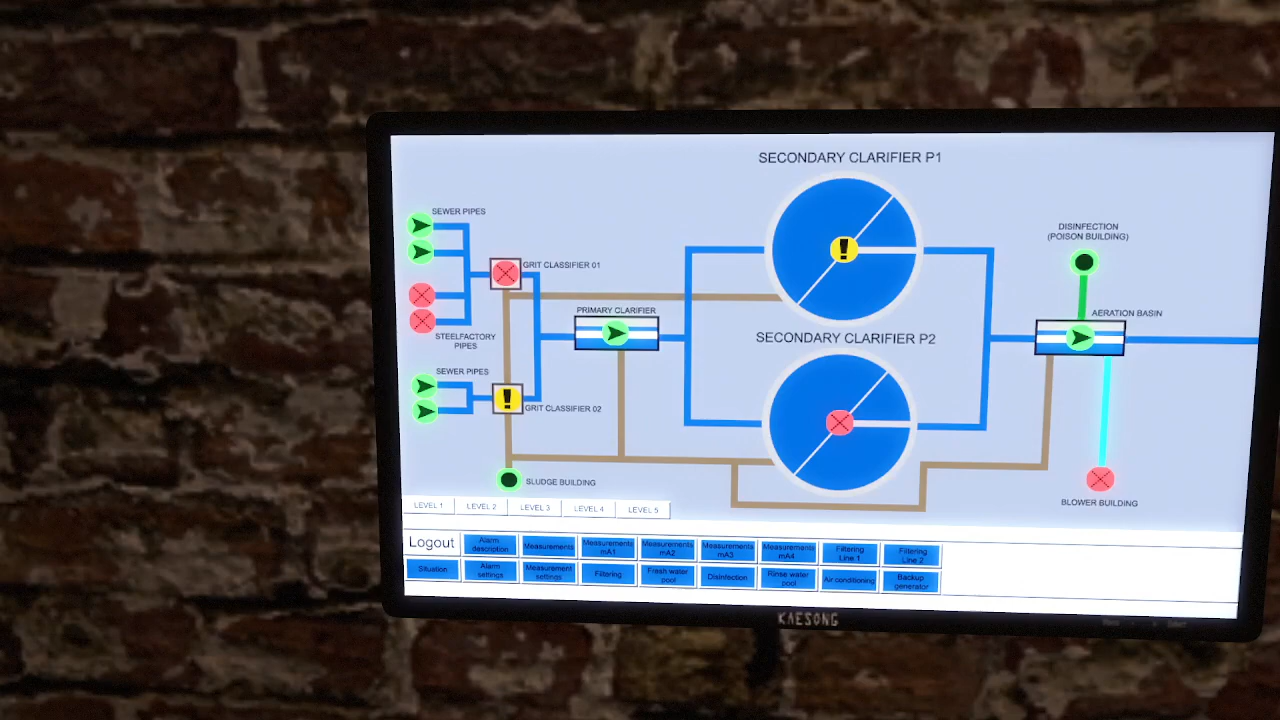 SECONDARY CLARIFIER P1
SEWER PIPES
DISINFECTION
(POISON BUILDING)
GRIT CLASSIFIER 01
PRIMARY CLARIFIER
AERATION BASIN
STEELFACTORY
PIPES
SECONDARY CLARIFIER P2
SEWER PIPES
GRIT CLASSIFIER 02
SLUDGE BUILDING
BLOWER BUILDING
LEVEL 1
LEVEL 2
LEVEL 3
LEVEL 4
LEVEL 5
Logout
Alarm
description
Measurements
Measurements
mA1
Measurements
mA2
Measurements
mA3
Measurements
mA4
Filtering
Line 1
Filtering
Line 2
Situation
Alarm
settings
Measurement
settings
Filtering
Fresh water
pool
Disinfection
Rinse water
pool
Air conditioning
Backup
generator
KAESONG